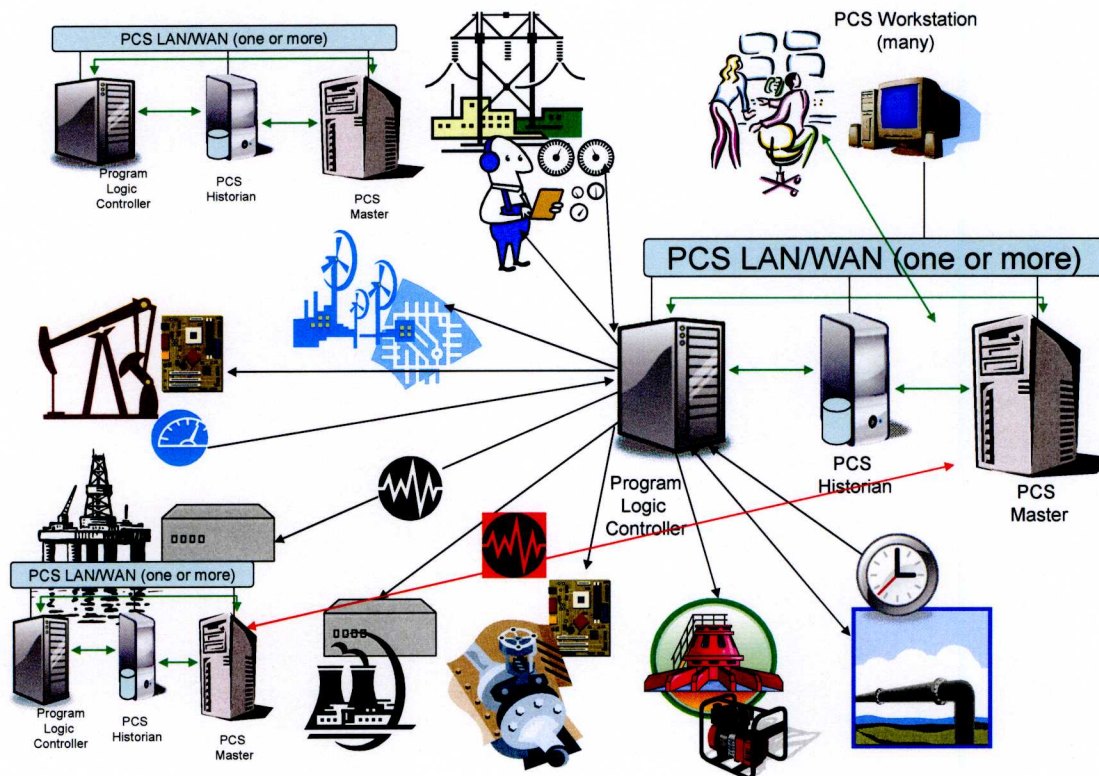 PCS LAN/WAN (one or more)
Program
Logic
Controller
PCS
Historian
PCS
Master
PCS Workstation
(many)
PCS LAN/WAN (one or more)
Program
Logic
Controller
PCS
Historian
PCS
Master
PCS LAN/WAN (one or more)
Program
Logic
Controller
PCS
Historian
PCS
Master